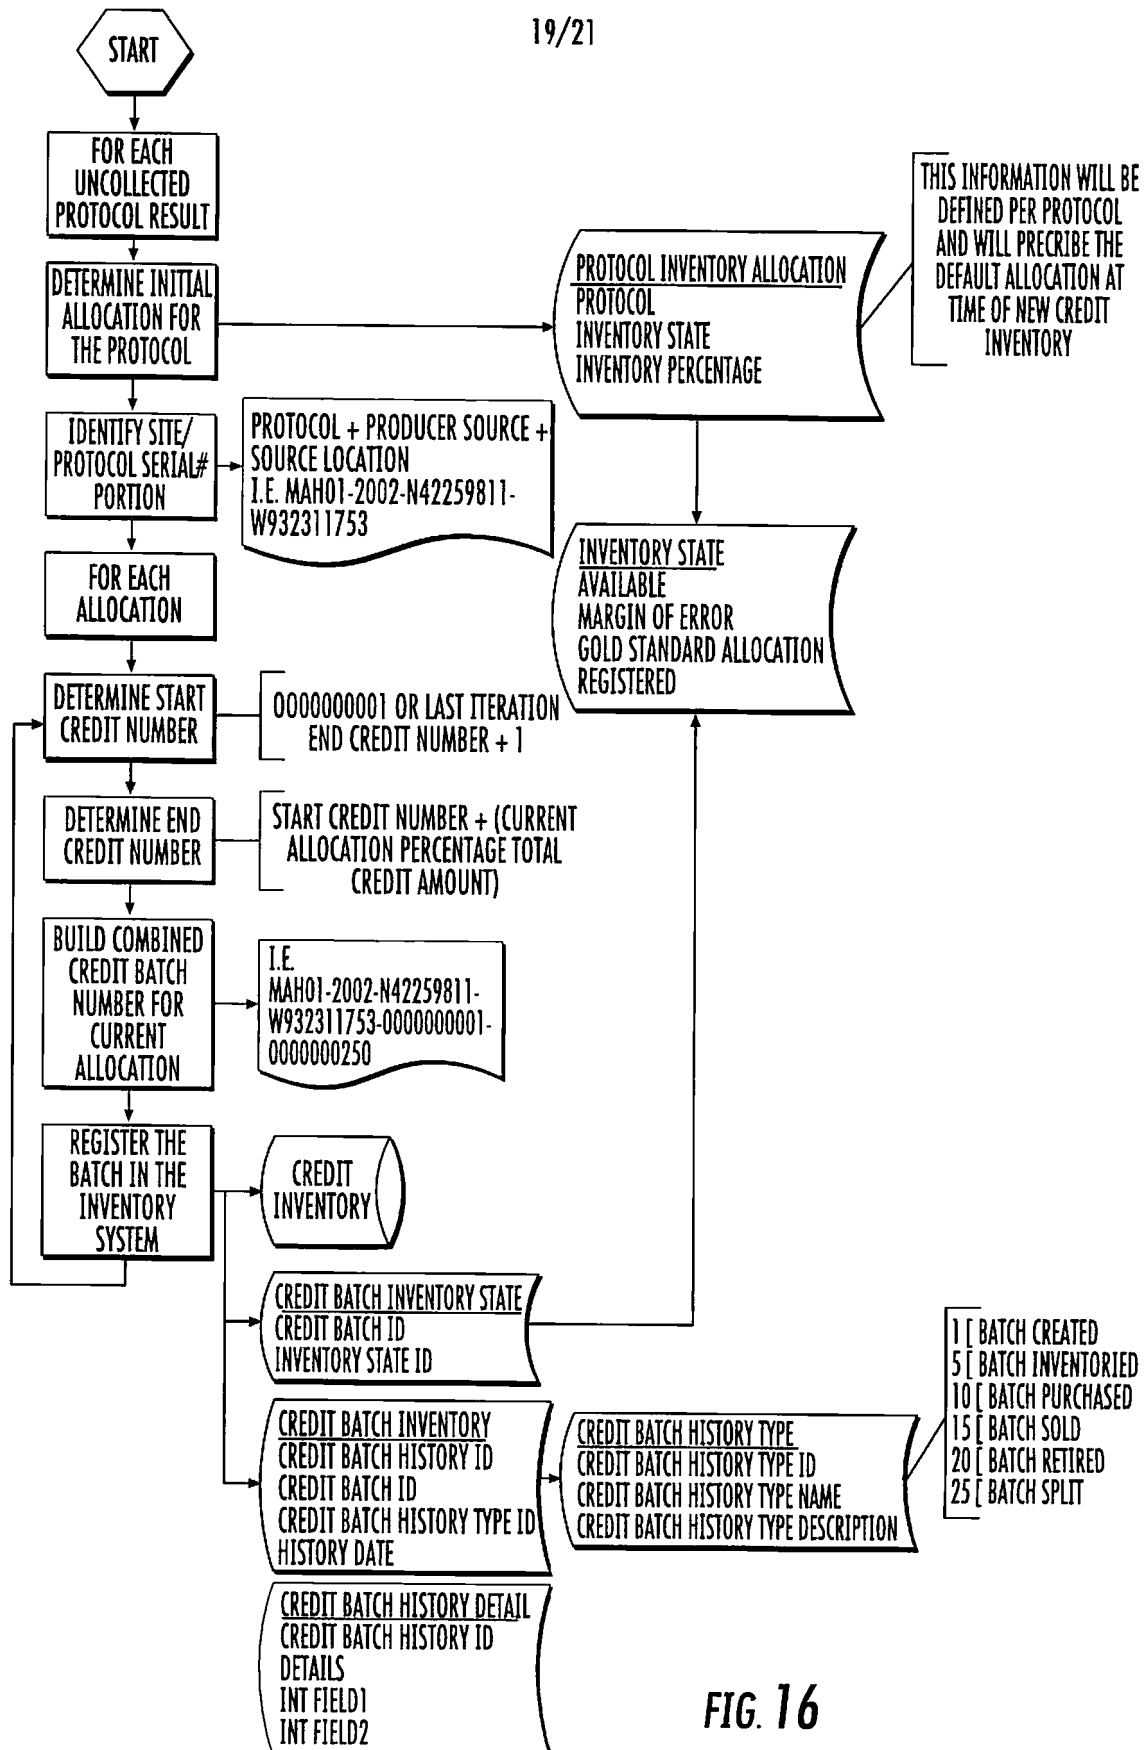 19/21
START
FOR EACH
UNCOLLECTED
PROTOCOL RESULT
DETERMINE INITIAL
ALLOCATION FOR
THE PROTOCOL
PROTOCOL INVENTORY ALLOCATION
PROTOCOL
INVENTORY STATE
INVENTORY PERCENTAGE
THIS INFORMATION WILL BE
DEFINED PER PROTOCOL
AND WILL PRECRIBE THE
DEFAULT ALLOCATION AT
TIME OF NEW CREDIT
INVENTORY
IDENTIFY SITE/
PROTOCOL SERIAL#
PORTION
PROTOCOL + PRODUCER SOURCE +
SOURCE LOCATION
I.E. MAH01-2002-N42259811-
W932311753
INVENTORY STATE
AVAILABLE
MARGIN OF ERROR
GOLD STANDARD ALLOCATION
REGISTERED
FOR EACH
ALLOCATION
DETERMINE START
CREDIT NUMBER
0000000001 OR LAST ITERATION
END CREDIT NUMBER + 1
DETERMINE END
CREDIT NUMBER
START CREDIT NUMBER + (CURRENT
ALLOCATION PERCENTAGE TOTAL
CREDIT AMOUNT)
BUILD COMBINED
CREDIT BATCH
NUMBER FOR
CURRENT
ALLOCATION
I.E.
MAH01-2002-N42259811-
W932311753-0000000001-
0000000250
REGISTER THE
BATCH IN THE
INVENTORY
SYSTEM
CREDIT
INVENTORY
CREDIT BATCH INVENTORY STATE
CREDIT BATCH ID
INVENTORY STATE ID
CREDIT BATCH INVENTORY
CREDIT BATCH HISTORY ID
CREDIT BATCH ID
CREDIT BATCH HISTORY TYPE ID
HISTORY DATE
CREDIT BATCH HISTORY TYPE
CREDIT BATCH HISTORY TYPE ID
CREDIT BATCH HISTORY TYPE NAME
CREDIT BATCH HISTORY TYPE DESCRIPTION
1 [ BATCH CREATED
5 [ BATCH INVENTORIED
10 [ BATCH PURCHASED
15 [ BATCH SOLD
20 [ BATCH RETIRED
25 [ BATCH SPLIT
CREDIT BATCH HISTORY DETAIL
CREDIT BATCH HISTORY ID
DETAILS
INT FIELD1
INT FIELD2
FIG. 16